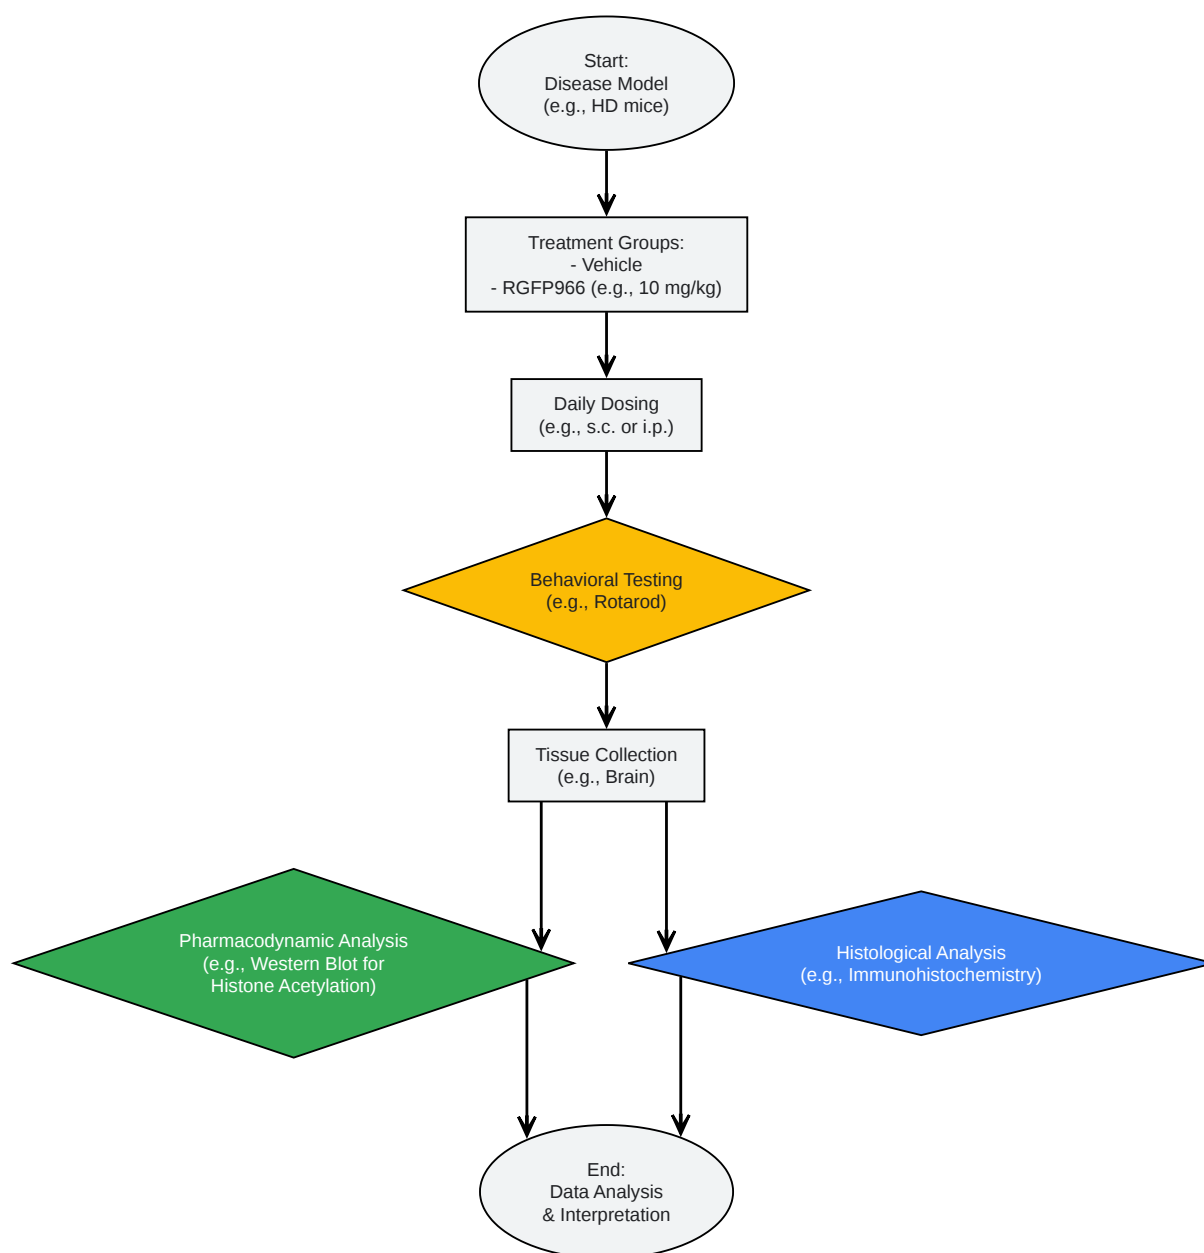 Start:
Disease Model
(e.g., HD mice)
Treatment Groups:
- Vehicle
- RGFP966 (e.g., 10 mg/kg)
Daily Dosing
(e.g., s.c. or i.p.)
Behavioral Testing
(e.g., Rotarod)
Tissue Collection
(e.g., Brain)
Pharmacodynamic Analysis
(e.g., Western Blot for
Histone Acetylation)
Histological Analysis
(e.g., Immunohistochemistry)
End:
Data Analysis
& Interpretation